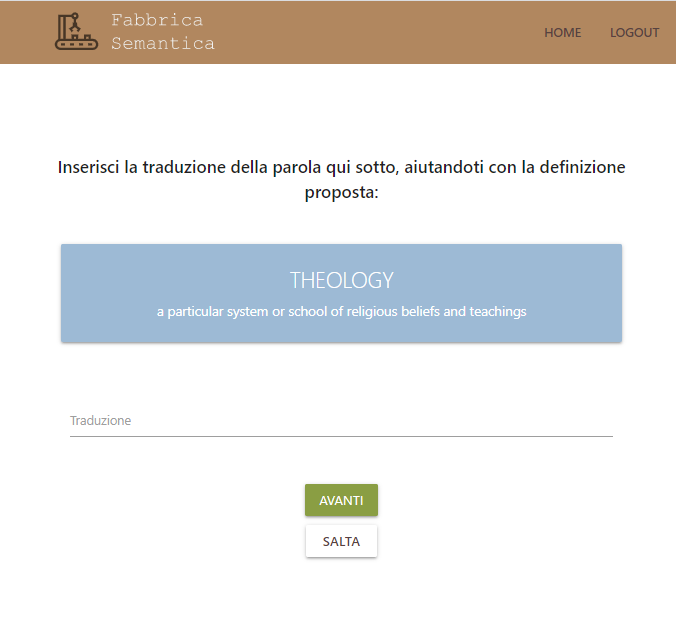 Fabbrica
Semantica
HOME LOGOUT
Inserisci la traduzione della parola qui sotto, aiutandoti con la definizione
proposta:
THEOLOGY
a particular system or school of religious beliefs and teachings
Traduzione
AVANTI
SALTA